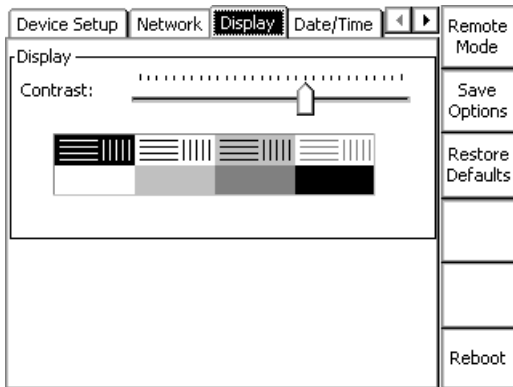 Device Setup Network Display Date/Time
Display
Contrast:
Remote
Mode
Save
Options
Restore
Defaults
Reboot